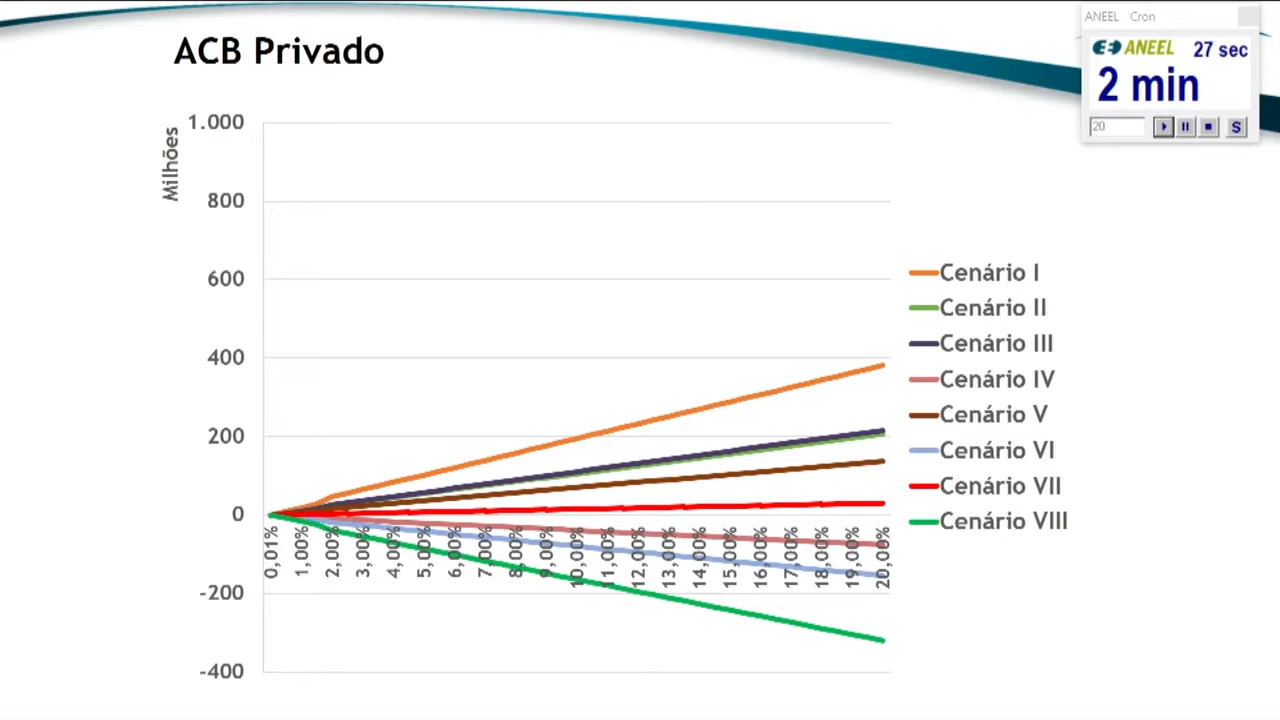 ACB Privado
ANEEL Cron
ANEEL 27 sec
2 min
20
S
Milhões
1.000
800
600
400
200
0
-200
-400
0,01%
1,00%
2,00%
3,00%
4,00%
5,00%
6,00%
7,00%
8,00%
9,00%
10,00%
11,00%
12,00%
13,00%
14,00%
15,00%
16,00%
17,00%
18,00%
19,00%
20,00%
Cenário I
Cenário II
Cenário III
Cenário IV
Cenário V
Cenário VI
Cenário VII
Cenário VIII